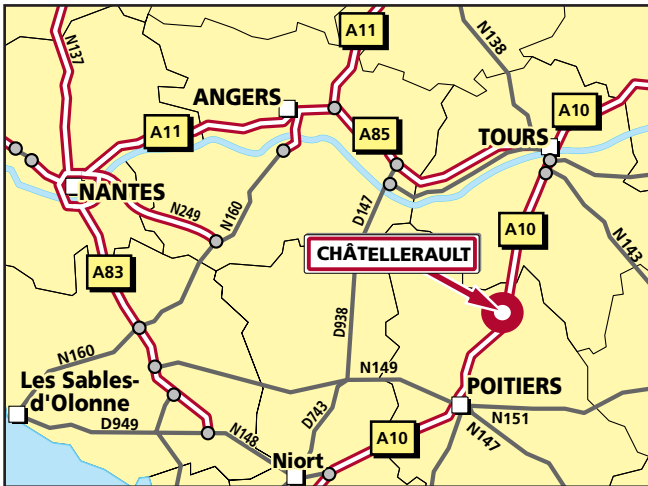 A11
N137
N138
ANGERS
A10
A11
A85
TOURS
NANTES
N249
N160
D147
A10
N143
CHÂTELLERAULT
A83
D938
N160
N149
Les Sables-
d'Olonne
POITIERS
D949
N148
D743
A10
N151
N147
Niort